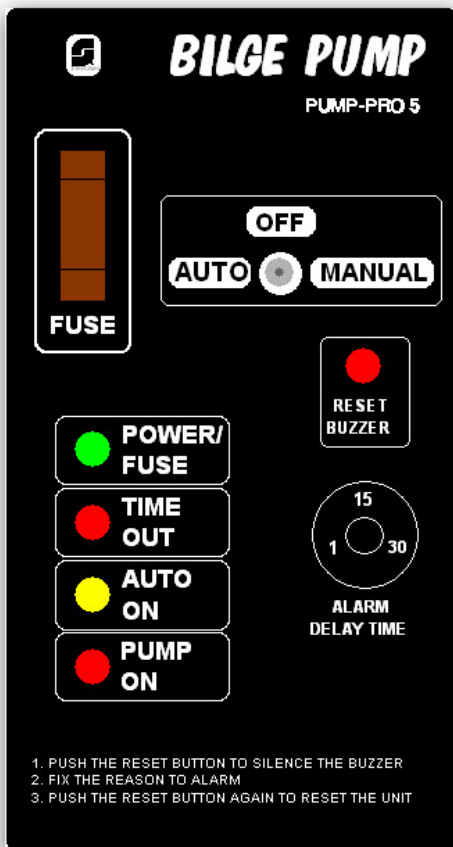 BILGE PUMP
PUMP-PRO 5
FUSE
OFF
AUTO MANUAL
RESET
BUZZER
POWER/
FUSE
TIME
OUT
AUTO
ON
PUMP
ON
15
1 30
ALARM
DELAY TIME
1. PUSH THE RESET BUTTON TO SILENCE THE BUZZER
2. FIX THE REASON TO ALARM
3. PUSH THE RESET BUTTON AGAIN TO RESET THE UNIT